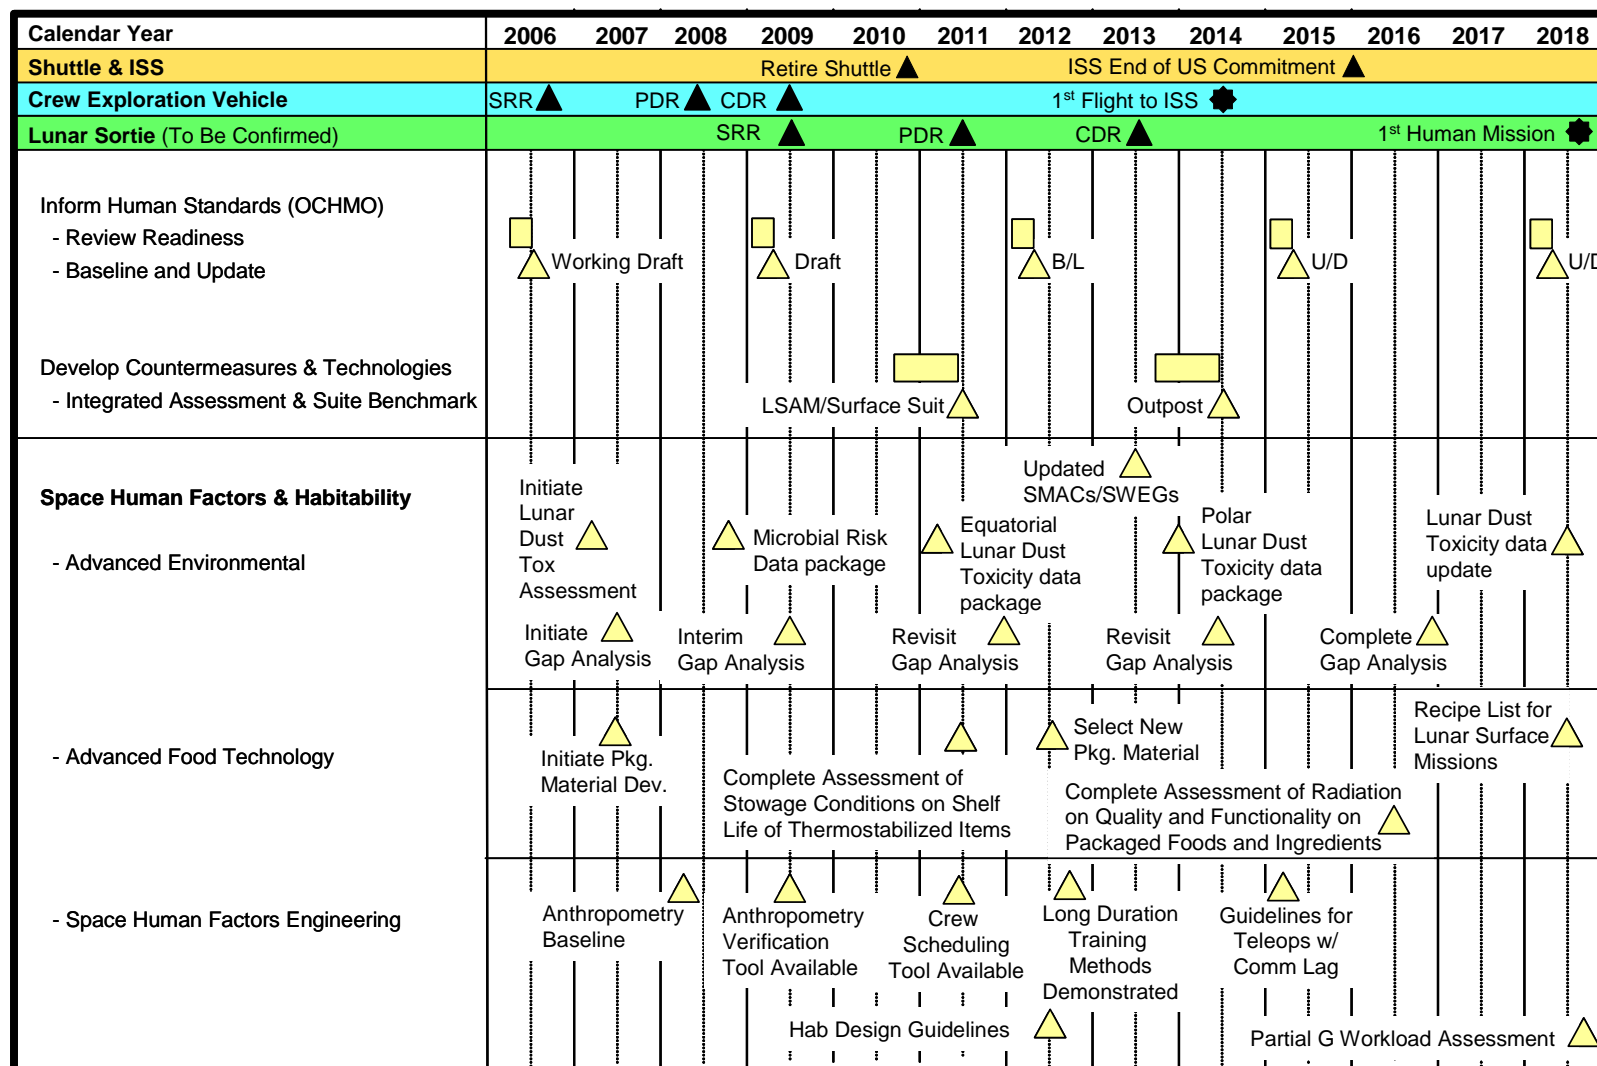 Calendar Year 2006 2007 2008 2009 2010 2011 2012 2013 2014 2015 2016 2017 2018
Shuttle & ISS Retire Shuttle ISS End of US Commitment
Crew Exploration Vehicle SRR PDR CDR 1st Flight to ISS
Lunar Sortie (To Be Confirmed) SRR PDR CDR 1st Human Mission
Inform Human Standards (OCHMO)
- Review Readiness
- Baseline and Update
Working Draft
Draft
B/L
U/D
U/D
Develop Countermeasures & Technologies
- Integrated Assessment & Suite Benchmark
LSAM/Surface Suit
Outpost
Space Human Factors & Habitability
- Advanced Environmental
Initiate
Lunar
Dust
Tox
Assessment
Microbial Risk
Data package
Equatorial
Lunar Dust
Toxicity data
package
Updated
SMACs/SWEGs
Polar
Lunar Dust
Toxicity data
package
Lunar Dust
Toxicity data
update
Initiate
Gap Analysis
Interim
Gap Analysis
Revisit
Gap Analysis
Revisit
Gap Analysis
Complete
Gap Analysis
- Advanced Food Technology
Initiate Pkg.
Material Dev.
Complete Assessment of
Stowage Conditions on Shelf
Life of Thermostabilized Items
Select New
Pkg. Material
Complete Assessment of Radiation
on Quality and Functionality on
Packaged Foods and Ingredients
Recipe List for
Lunar Surface
Missions
- Space Human Factors Engineering
Anthropometry
Baseline
Anthropometry
Verification
Tool Available
Crew
Scheduling
Tool Available
Long Duration
Training
Methods
Demonstrated
Guidelines for
Teleops w/
Comm Lag
Hab Design Guidelines
Partial G Workload Assessment